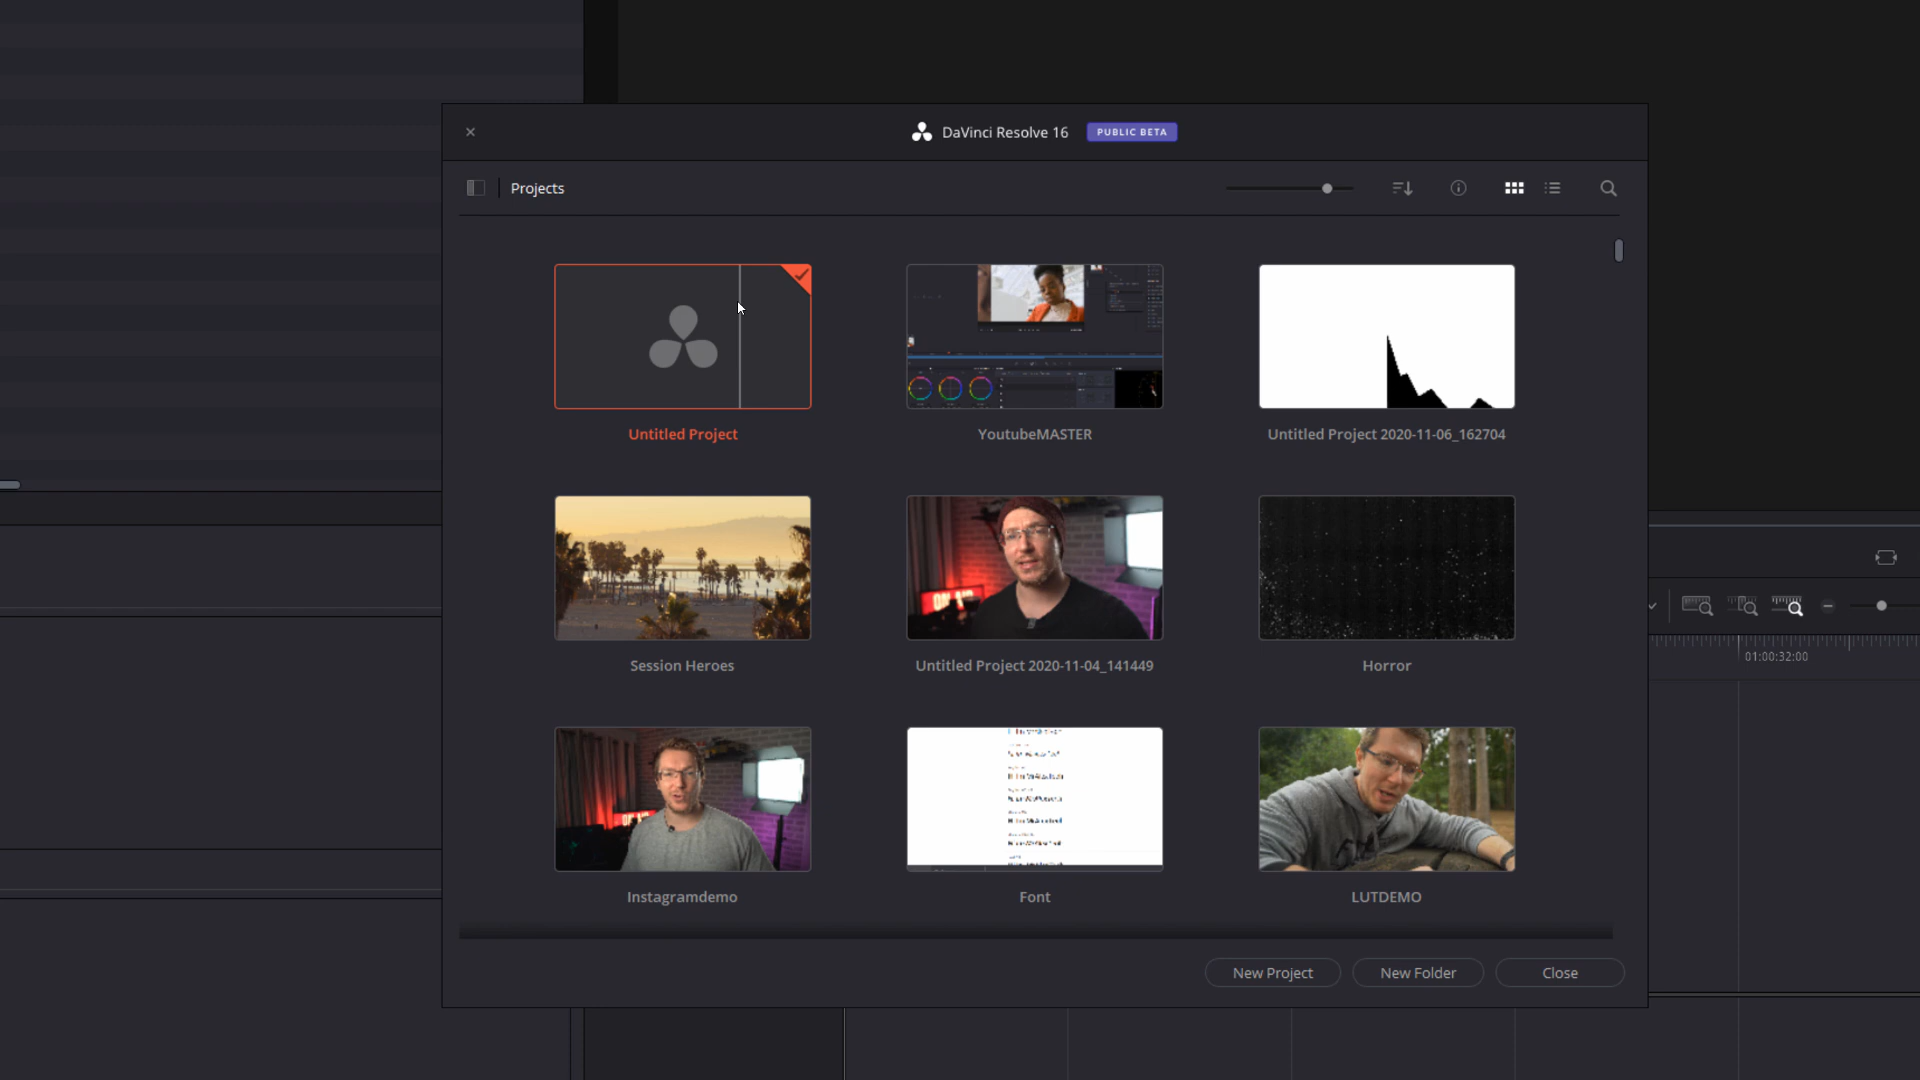 DaVinci Resolve 16 PUBLIC BETA
Projects
Untitled Project
YoutubeMASTER
Untitled Project 2020-11-06_162704
Session Heroes
Untitled Project 2020-11-04_141449
Horror
01:00:32:00
Instagramdemo
Font
LUTDEMO
New Project
New Folder
Close